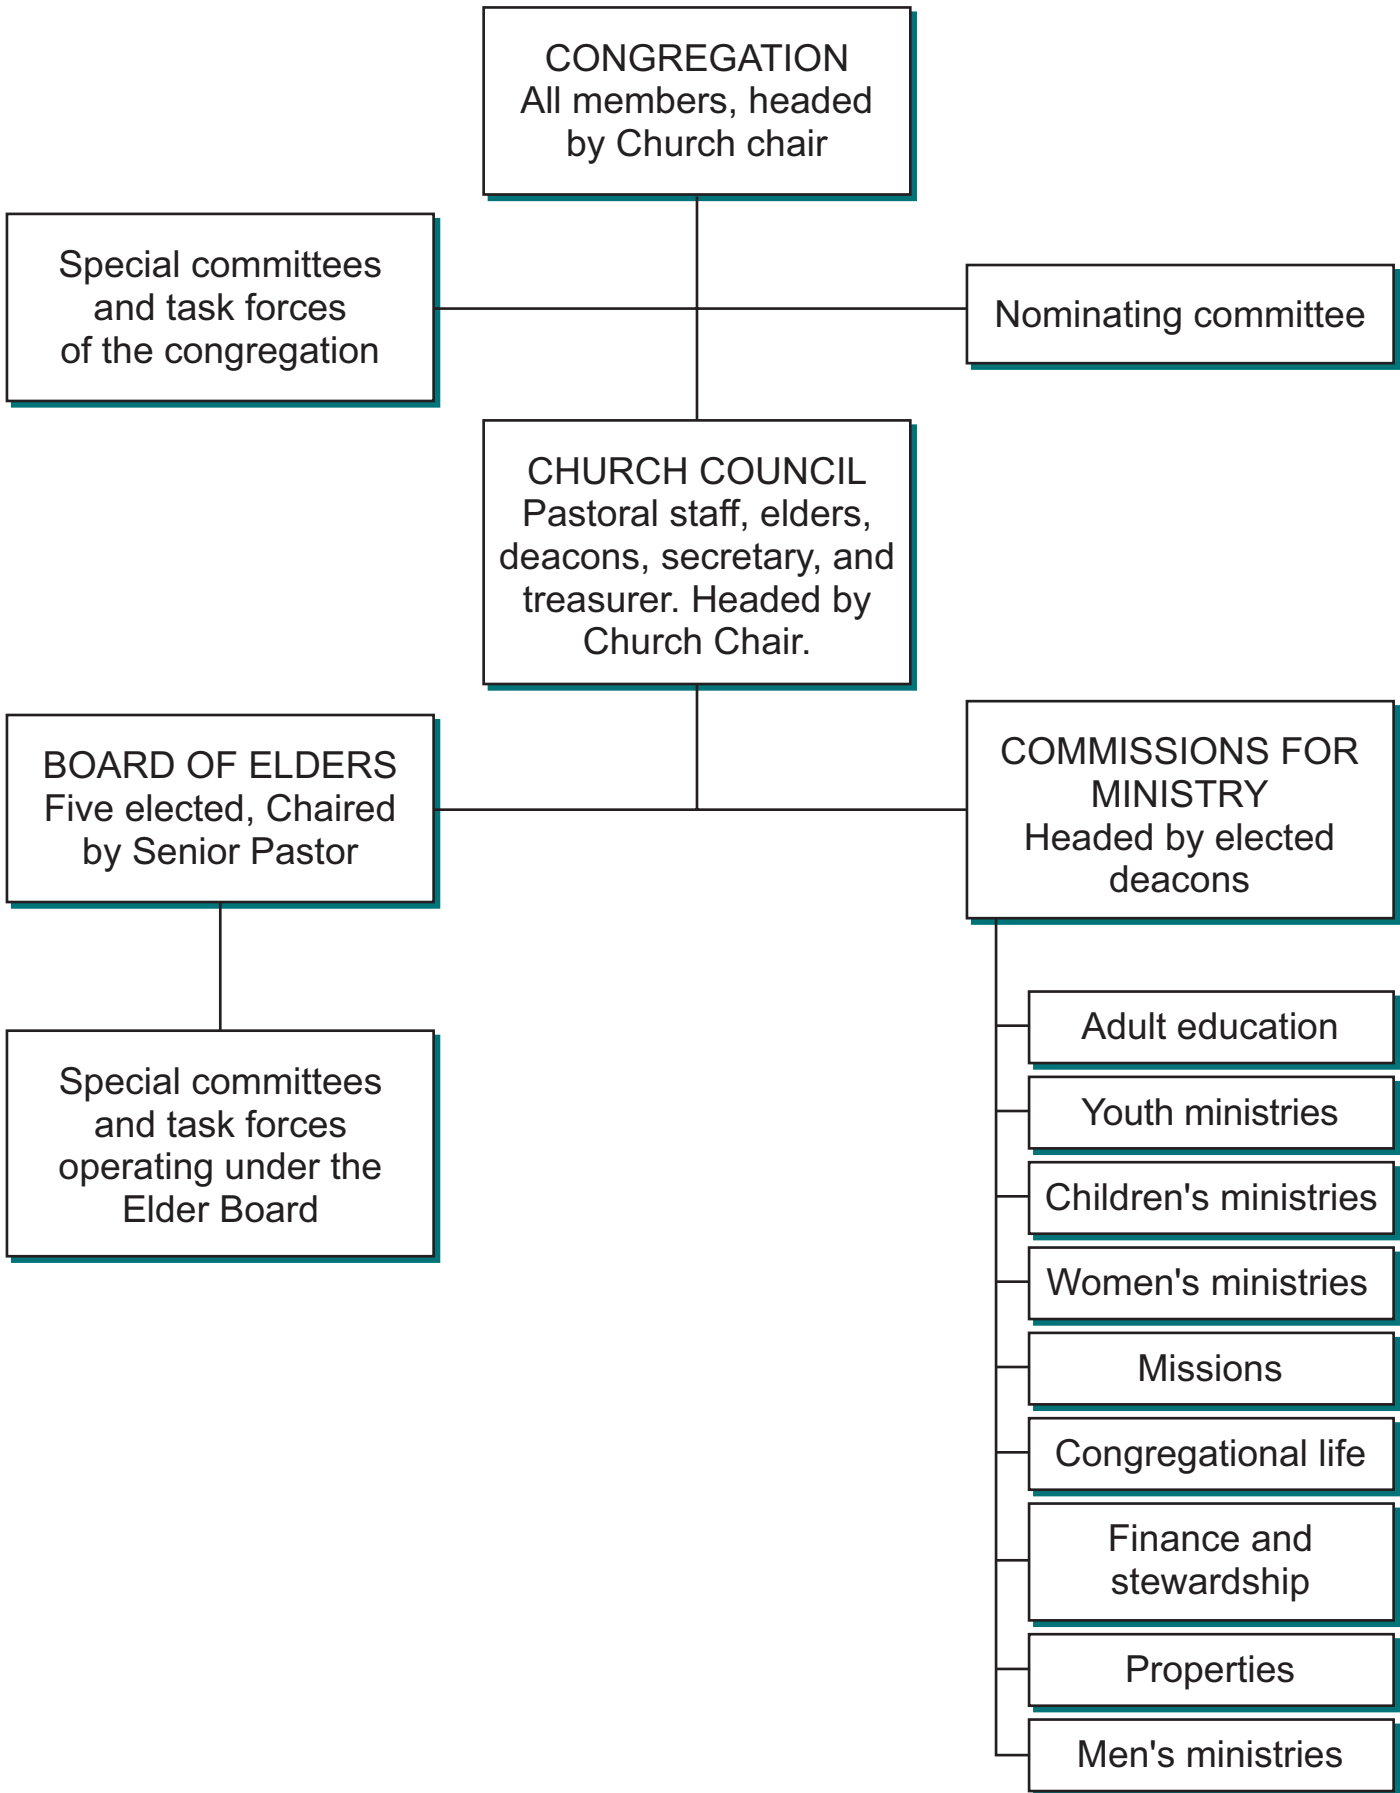 CONGREGATION
All members, headed
by Church chair
Special committees
and task forces
of the congregation
Nominating committee
CHURCH COUNCIL
Pastoral staff, elders,
deacons, secretary, and
treasurer. Headed by
Church Chair.
BOARD OF ELDERS
Five elected, Chaired
by Senior Pastor
COMMISSIONS FOR
MINISTRY
Headed by elected
deacons
Special committees
and task forces
operating under the
Elder Board
Adult education
Youth ministries
Children's ministries
Women's ministries
Missions
Congregational life
Finance and
stewardship
Properties
Men's ministries